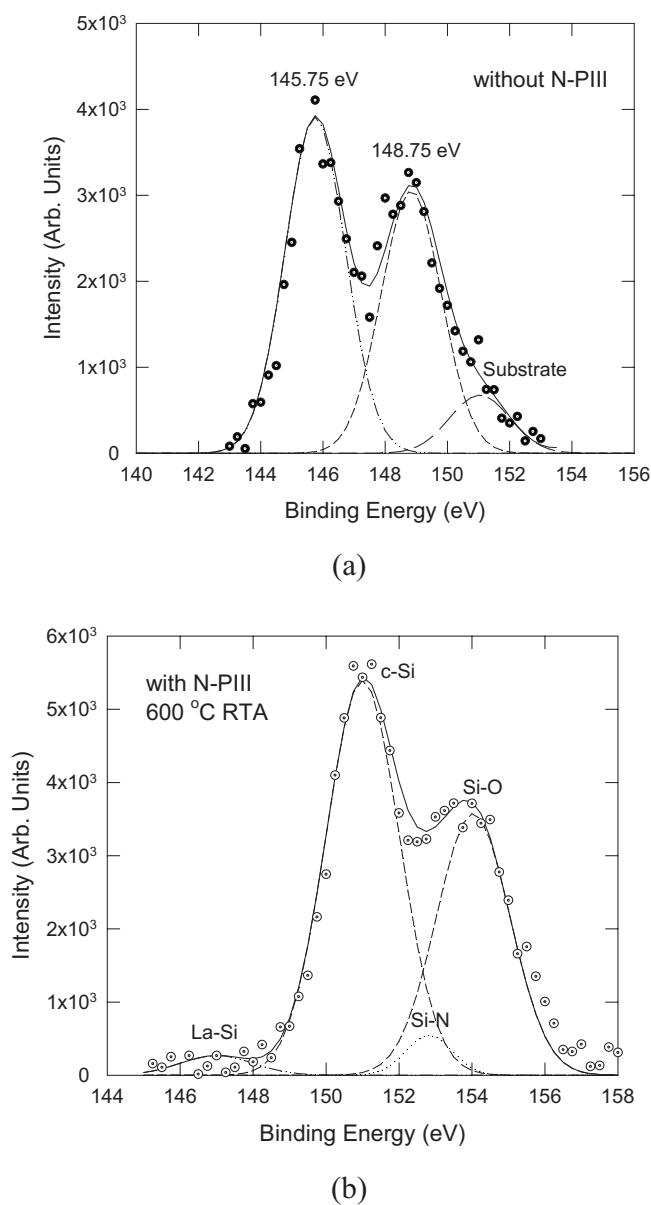 5x10³
145.75 eV
without N-PIII
4x10³
148.75 eV
3x10³
2x10³
1x10³
Substrate
0
140 142 144 146 148 150 152 154 156
Intensity (Arb. Units)
Binding Energy (eV)
(a)
6x10³
with N-PIII
c-Si
600 °C RTA
5x10³
4x10³
Si-O
3x10³
2x10³
1x10³
Si-N
La-Si
0
144 146 148 150 152 154 156 158
Intensity (Arb. Units)
Binding Energy (eV)
(b)